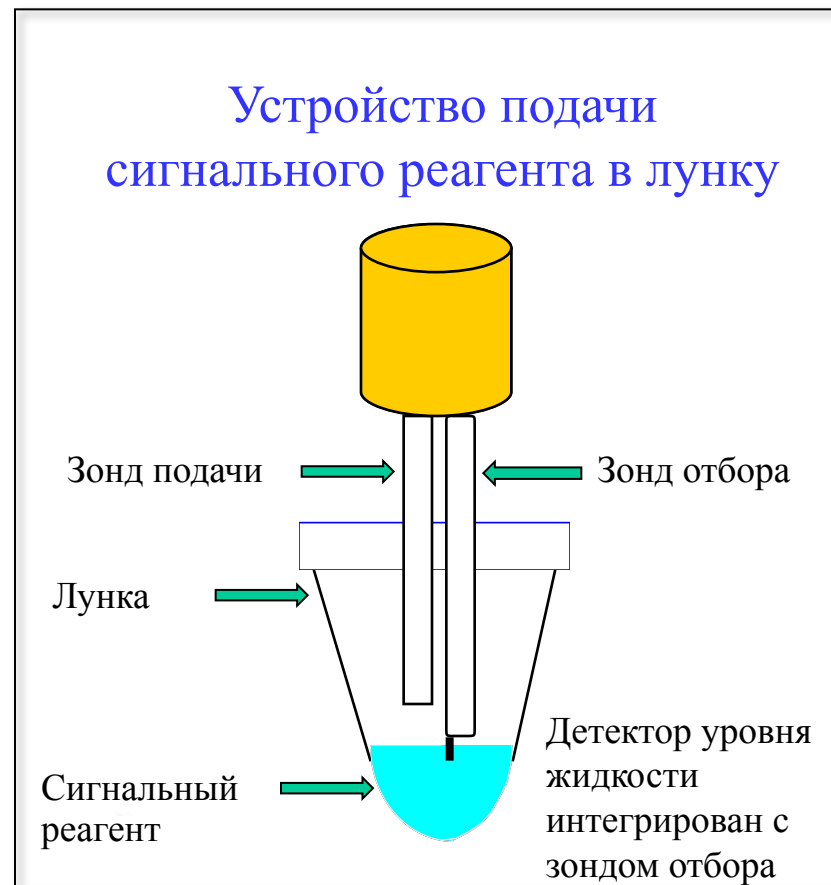 Устройство подачи
сигнального реагента в лунку
Зонд подачи
Зонд отбора
Лунка
Сигнальный
реагент
Детектор уровня
жидкости
интегрирован с
зондом отбора